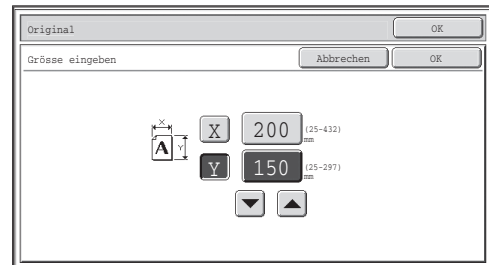 Original OK
Grösse eingeben Abbrechen OK
X
A Y
X 200 (25-432)
mm
Y 150 (25-297)
mm